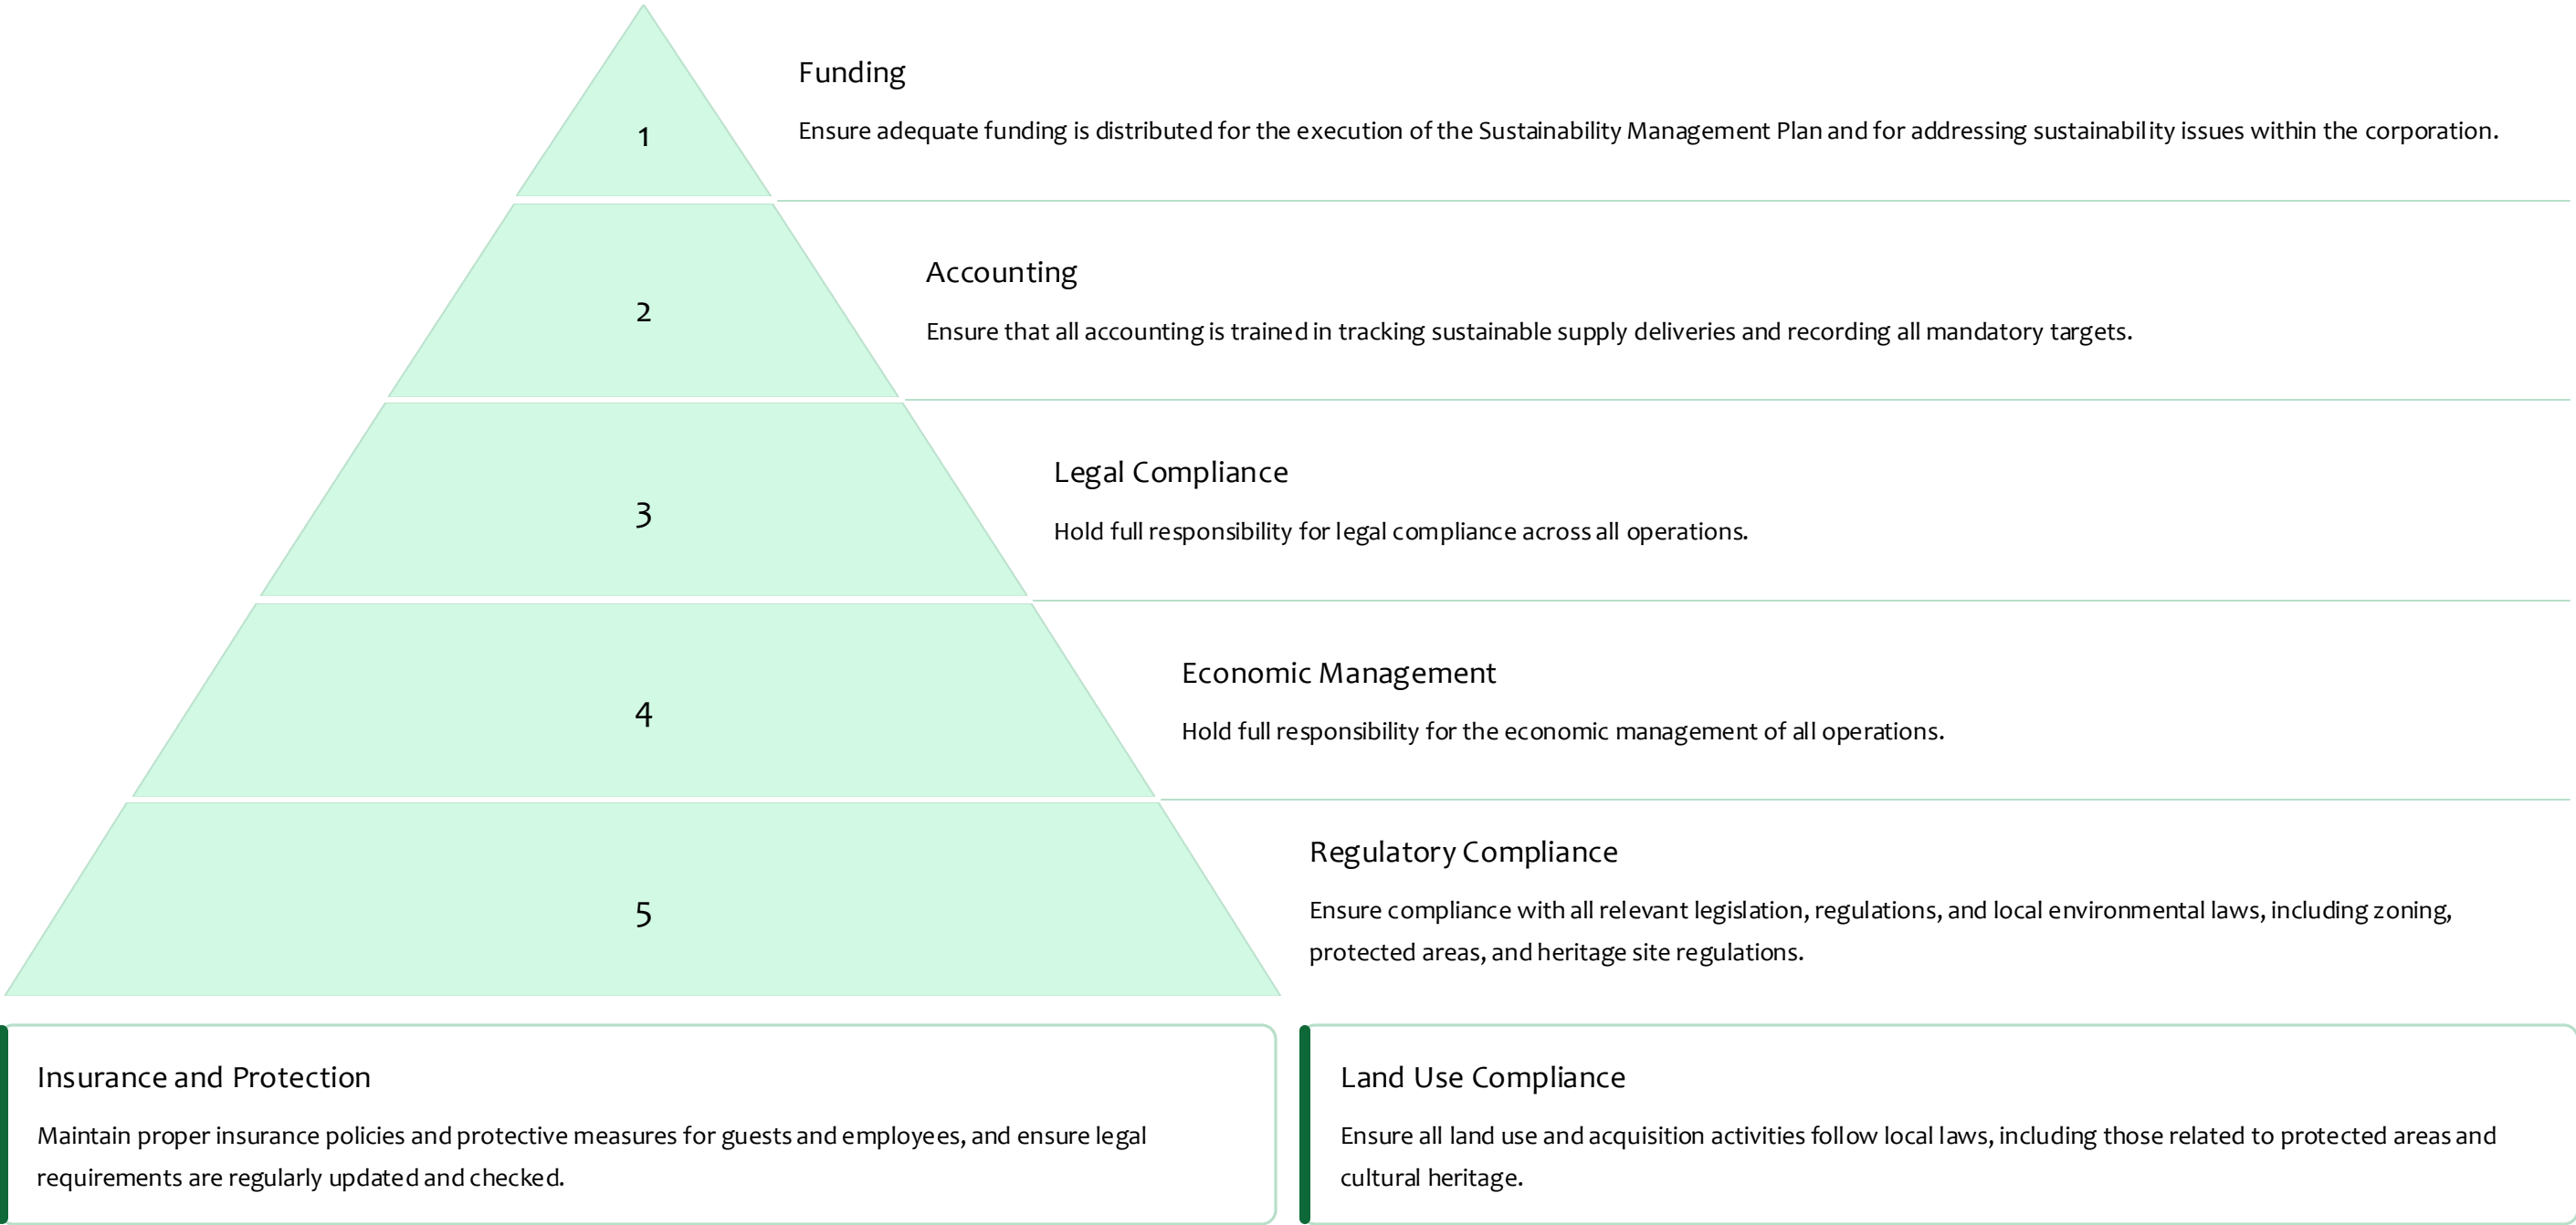 Funding
1
Ensure adequate funding is distributed for the execution of the Sustainability Management Plan and for addressing sustainability issues within the corporation.
Accounting
2
Ensure that all accounting is trained in tracking sustainable supply deliveries and recording all mandatory targets.
Legal Compliance
3
Hold full responsibility for legal compliance across all operations.
Economic Management
4
Hold full responsibility for the economic management of all operations.
Regulatory Compliance
5
Ensure compliance with all relevant legislation, regulations, and local environmental laws, including zoning,
protected areas, and heritage site regulations.
Insurance and Protection
Maintain proper insurance policies and protective measures for guests and employees, and ensure legal
requirements are regularly updated and checked.
Land Use Compliance
Ensure all land use and acquisition activities follow local laws, including those related to protected areas and
cultural heritage.